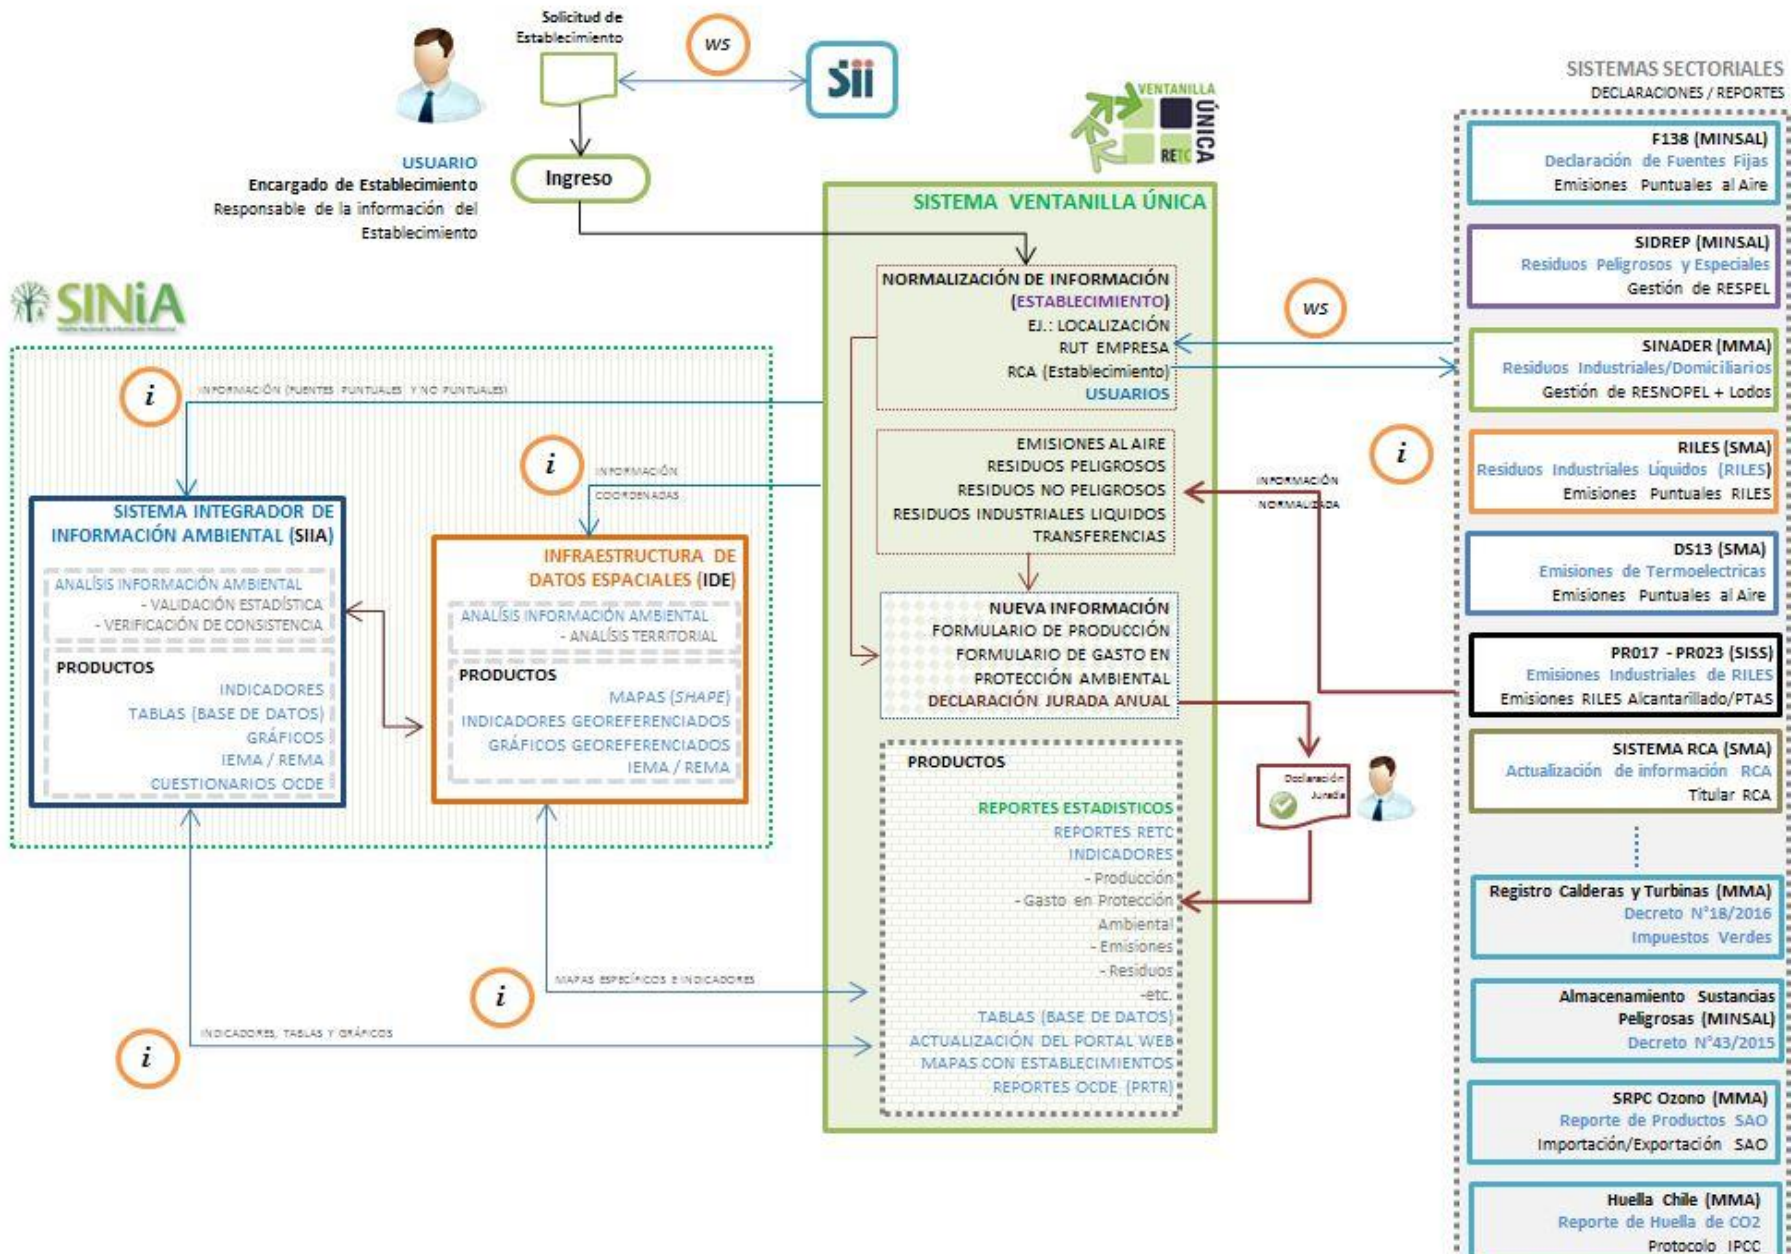 Solicitud de
Establecimiento
ws
Sii
USUARIO
Encargado de Establecimiento
Responsable de la información del
Establecimiento
Ingreso
VENTANILLA
ÚNICA
RETC
SISTEMA VENTANILLA ÚNICA
NORMALIZACIÓN DE INFORMACIÓN
(ESTABLECIMIENTO)
EJ.: LOCALIZACIÓN
RUT EMPRESA
RCA (Establecimiento)
USUARIOS
EMISIONES AL AIRE
RESIDUOS PELIGROSOS
RESIDUOS NO PELIGROSOS
RESIDUOS INDUSTRIALES LIQUIDOS
TRANSFERENCIAS
NUEVA INFORMACIÓN
FORMULARIO DE PRODUCCIÓN
FORMULARIO DE GASTO EN
PROTECCIÓN AMBIENTAL
DECLARACIÓN JURADA ANUAL
PRODUCTOS
REPORTES ESTADISTICOS
REPORTES RETC
INDICADORES
- Producción
- Gasto en Protección
Ambiental
- Emisiones
- Residuos
-etc.
TABLAS (BASE DE DATOS)
ACTUALIZACIÓN DEL PORTAL WEB
MAPAS CON ESTABLECIMIENTOS
REPORTES OCDE (PRTR)
SINiA
i
INFORMACIÓN (FUENTES PUNTUALES Y NO PUNTUALES)
i
INFORMACIÓN
COORDENADAS
SISTEMA INTEGRADOR DE
INFORMACIÓN AMBIENTAL (SIIA)
ANALÍSIS INFORMACIÓN AMBIENTAL
- VALIDACIÓN ESTADÍSTICA
- VERIFICACIÓN DE CONSISTENCIA
PRODUCTOS
INDICADORES
TABLAS (BASE DE DATOS)
GRÁFICOS
IEMA / REMA
CUESTIONARIOS OCDE
INFRAESTRUCTURA DE
DATOS ESPACIALES (IDE)
ANALÍSIS INFORMACIÓN AMBIENTAL
- ANALÍSIS TERRITORIAL
PRODUCTOS
MAPAS (SHAPE)
INDICADORES GEOREFERENCIADOS
GRÁFICOS GEOREFERENCIADOS
IEMA / REMA
i
MAPAS ESPECÍFICOS E INDICADORES
i
INDICADORES, TABLAS Y GRÁFICOS
ws
i
INFORMACIÓN
NORMALIZADA
Declaración
Jurada
SISTEMAS SECTORIALES
DECLARACIONES / REPORTES
F138 (MINSAL)
Declaración de Fuentes Fijas
Emisiones Puntuales al Aire
SIDREP (MINSAL)
Residuos Peligrosos y Especiales
Gestión de RESPEL
SINADER (MMA)
Residuos Industriales/Domiciliarios
Gestión de RESNOPEL + Lodos
RILES (SMA)
Residuos Industriales Líquidos (RILES)
Emisiones Puntuales RILES
DS13 (SMA)
Emisiones de Termoelectricas
Emisiones Puntuales al Aire
PR017 - PR023 (SISS)
Emisiones Industriales de RILES
Emisiones RILES Alcantarillado/PTAS
SISTEMA RCA (SMA)
Actualización de información RCA
Titular RCA
Registro Calderas y Turbinas (MMA)
Decreto N°18/2016
Impuestos Verdes
Almacenamiento Sustancias
Peligrosas (MINSAL)
Decreto N°43/2015
SRPC Ozono (MMA)
Reporte de Productos SAO
Importación/Exportación SAO
Huella Chile (MMA)
Reporte de Huella de CO2
Protocolo IPCC